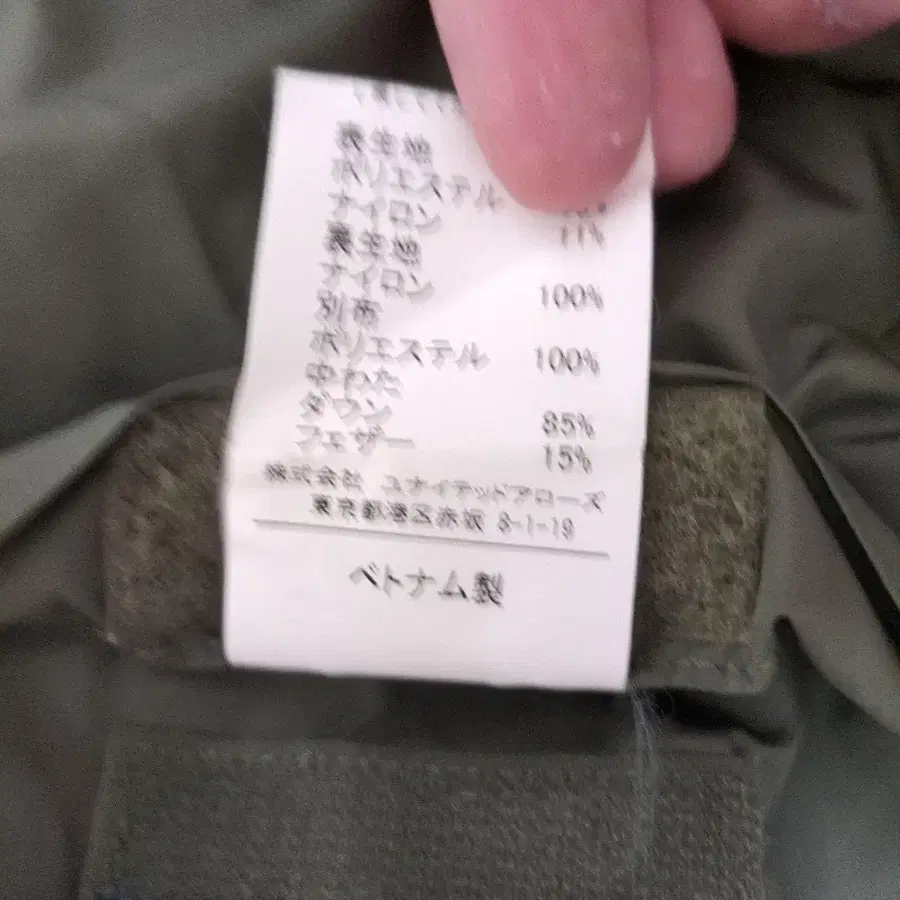 表生地
ポリエステル
ナイロン 11%
裏生地
ナイロン 100%
別布
ポリエステル 100%
中わた
ダウン 85%
フェザー 15%
株式会社 ユナイテッドアローズ
東京都港区赤坂 8-1-19
ベトナム製